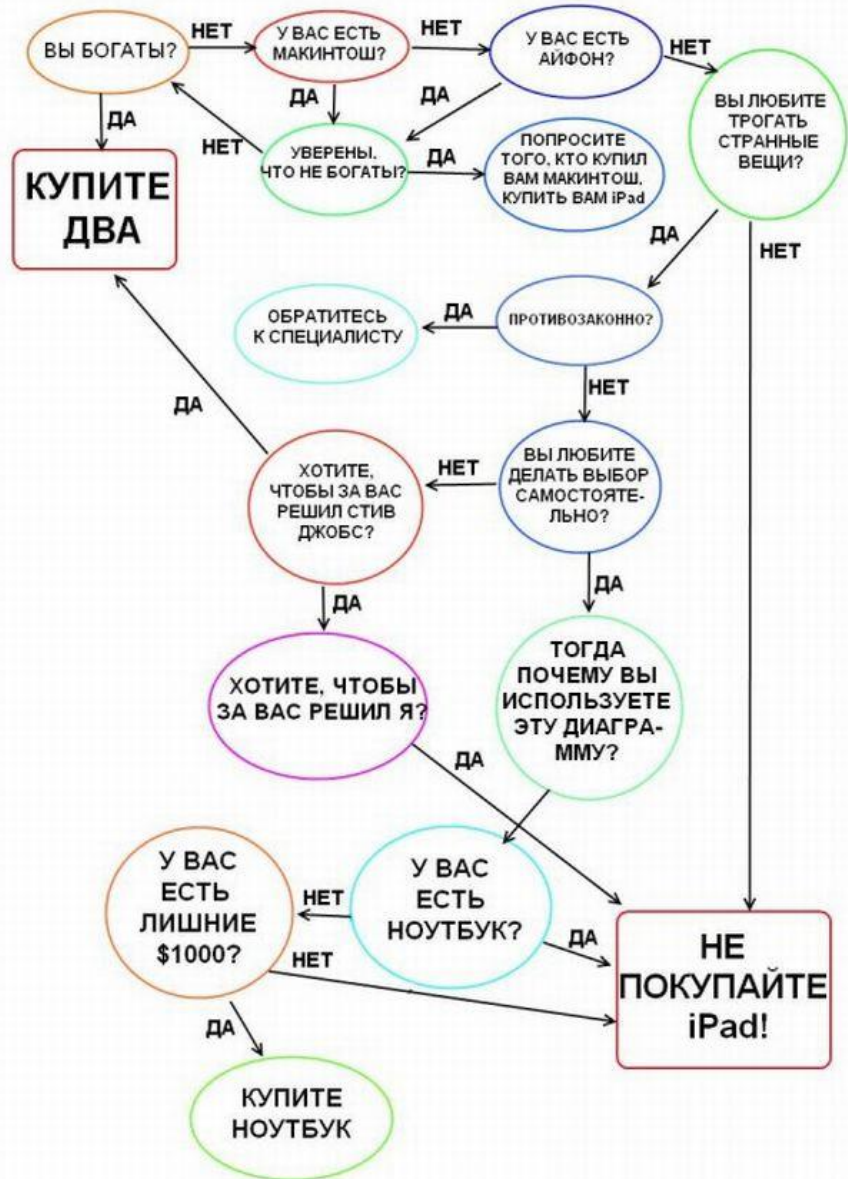 ВЫ БОГАТЫ?
НЕТ
У ВАС ЕСТЬ
МАКИНТОШ?
НЕТ
У ВАС ЕСТЬ
АЙФОН?
НЕТ
ВЫ ЛЮБИТЕ
ТРОГАТЬ
СТРАННЫЕ
ВЕЩИ?
ДА
ДА
ДА
НЕТ
КУПИТЕ
ДВА
УВЕРЕНЫ,
ЧТО НЕ БОГАТЫ?
ДА
ПОПРОСИТЕ
ТОГО, КТО КУПИЛ
ВАМ МАКИНТОШ,
КУПИТЬ ВАМ iPad
ДА
НЕТ
ОБРАТИТЕСЬ
К СПЕЦИАЛИСТУ
ДА
ПРОТИВОЗАКОННО?
НЕТ
ДА
ХОТИТЕ,
ЧТОБЫ ЗА ВАС
РЕШИЛ СТИВ
ДЖОБС?
НЕТ
ВЫ ЛЮБИТЕ
ДЕЛАТЬ ВЫБОР
САМОСТОЯТЕ-
ЛЬНО?
ДА
ДА
ХОТИТЕ, ЧТОБЫ
ЗА ВАС РЕШИЛ Я?
ТОГДА
ПОЧЕМУ ВЫ
ИСПОЛЬЗУЕТЕ
ЭТУ ДИАГРА-
ММУ?
ДА
У ВАС
ЕСТЬ
ЛИШНИЕ
$1000?
НЕТ
У ВАС
ЕСТЬ
НОУТБУК?
ДА
НЕТ
НЕ
ПОКУПАЙТЕ
iPad!
ДА
КУПИТЕ
НОУТБУК